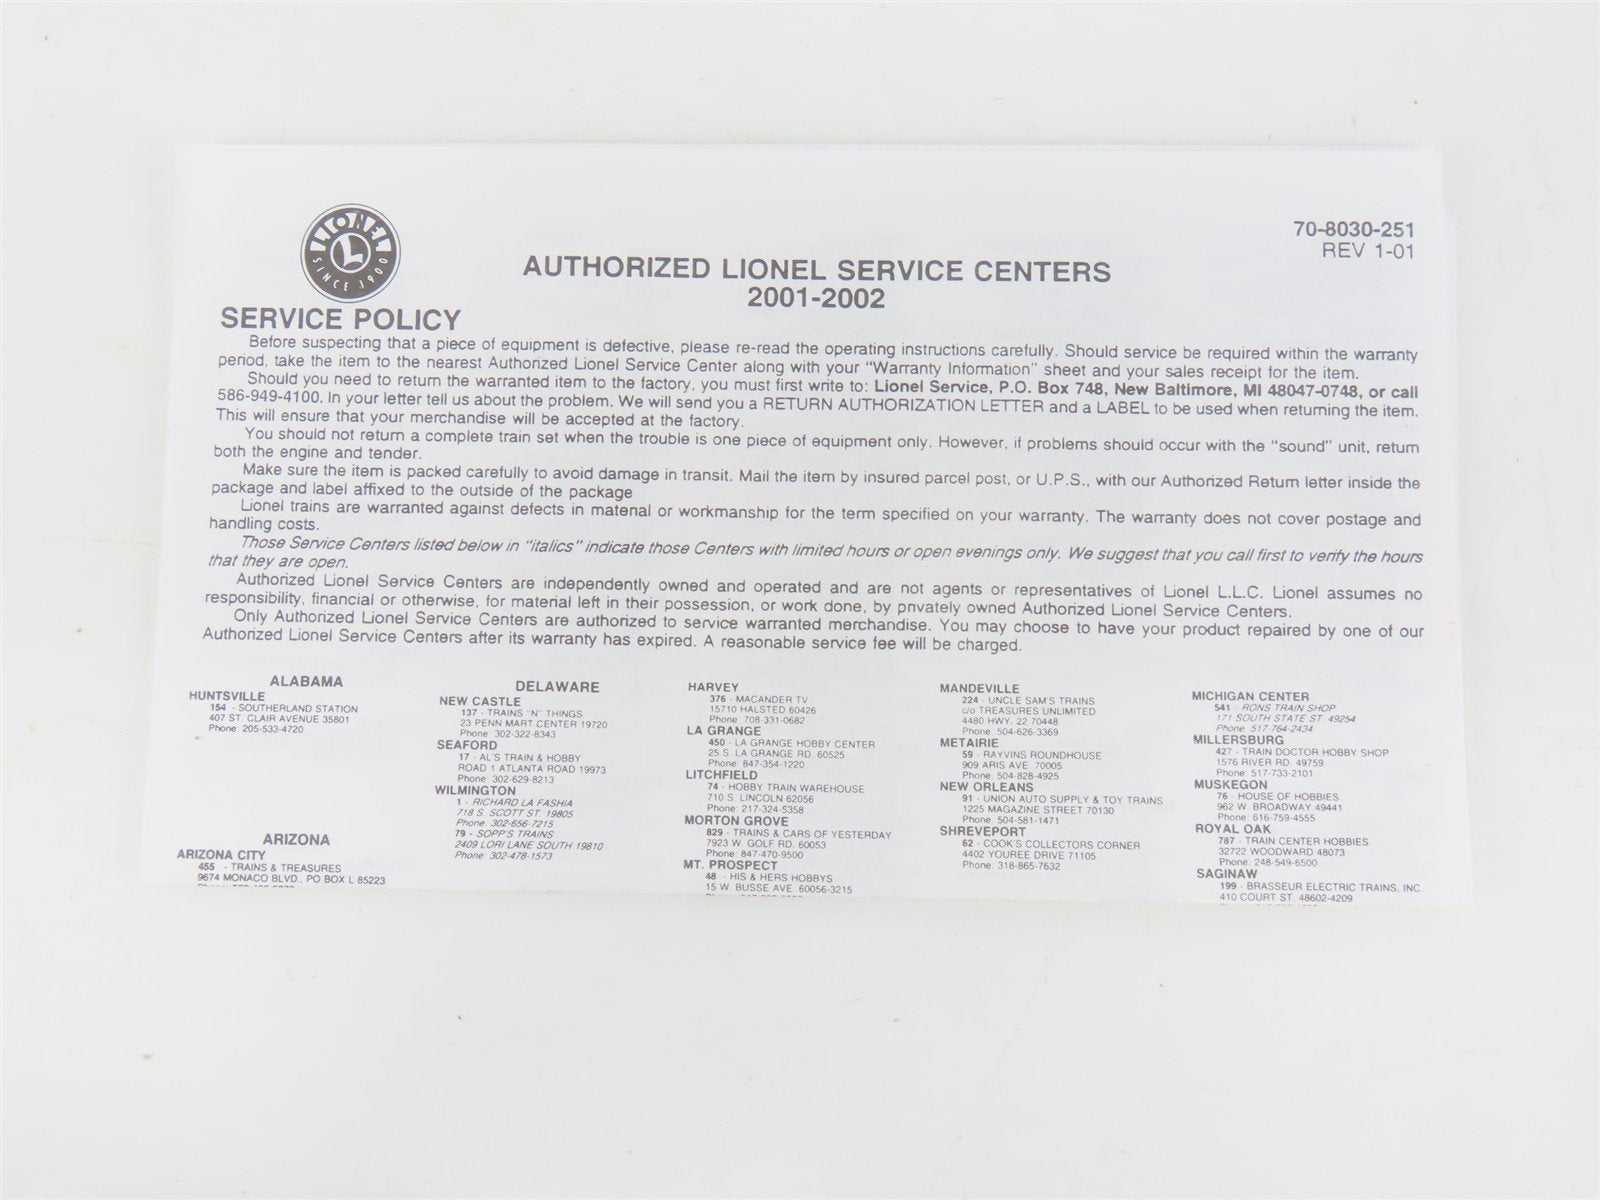 LIONEL
L
SINCE 1900
70-8030-251
REV 1-01
AUTHORIZED LIONEL SERVICE CENTERS
2001-2002
SERVICE POLICY
Before suspecting that a piece of equipment is defective, please re-read the operating instructions carefully. Should service be required within the warranty
period, take the item to the nearest Authorized Lionel Service Center along with your "Warranty Information" sheet and your sales receipt for the item.
Should you need to return the warranted item to the factory, you must first write to: Lionel Service, P.O. Box 748, New Baltimore, MI 48047-0748, or call
586-949-4100. In your letter tell us about the problem. We will send you a RETURN AUTHORIZATION LETTER and a LABEL to be used when returning the item.
This will ensure that your merchandise will be accepted at the factory.
You should not return a complete train set when the trouble is one piece of equipment only. However, if problems should occur with the "sound" unit, return
both the engine and tender.
Make sure the item is packed carefully to avoid damage in transit. Mail the item by insured parcel post, or U.P.S., with our Authorized Return letter inside the
package and label affixed to the outside of the package
Lionel trains are warranted against defects in material or workmanship for the term specified on your warranty. The warranty does not cover postage and
handling costs.
Those Service Centers listed below in "italics" indicate those Centers with limited hours or open evenings only. We suggest that you call first to verify the hours
that they are open.
Authorized Lionel Service Centers are independently owned and operated and are not agents or representatives of Lionel L.L.C. Lionel assumes no
responsibility, financial or otherwise, for material left in their possession, or work done, by privately owned Authorized Lionel Service Centers.
Only Authorized Lionel Service Centers are authorized to service warranted merchandise. You may choose to have your product repaired by one of our
Authorized Lionel Service Centers after its warranty has expired. A reasonable service fee will be charged.
ALABAMA
HUNTSVILLE
154 - SOUTHERLAND STATION
407 ST. CLAIR AVENUE 35801
Phone: 205-533-4720
ARIZONA
ARIZONA CITY
455 - TRAINS & TREASURES
9674 MONACO BLVD., PO BOX L 85223
DELAWARE
NEW CASTLE
137 - TRAINS "N" THINGS
23 PENN MART CENTER 19720
Phone: 302-322-8343
SEAFORD
17 - AL'S TRAIN & HOBBY
ROAD 1 ATLANTA ROAD 19973
Phone: 302-629-8213
WILMINGTON
1 - RICHARD LA FASHIA
718 S. SCOTT ST. 19805
Phone: 302-656-7215
79 - SOPP'S TRAINS
2409 LORI LANE SOUTH 19810
Phone: 302-478-1573
HARVEY
376 - MACANDER TV
15710 HALSTED 60426
Phone: 708-331-0682
LA GRANGE
450 - LA GRANGE HOBBY CENTER
25 S. LA GRANGE RD. 60525
Phone: 847-354-1220
LITCHFIELD
74 - HOBBY TRAIN WAREHOUSE
710 S. LINCOLN 62056
Phone: 217-324-5358
MORTON GROVE
829 - TRAINS & CARS OF YESTERDAY
7923 W. GOLF RD. 60053
Phone: 847-470-9500
MT. PROSPECT
48 - HIS & HERS HOBBYS
15 W. BUSSE AVE. 60056-3215
MANDEVILLE
224 - UNCLE SAM'S TRAINS
c/o TREASURES UNLIMITED
4480 HWY. 22 70448
Phone: 504-626-3369
METAIRIE
59 - RAYVINS ROUNDHOUSE
909 ARIS AVE. 70005
Phone: 504-828-4925
NEW ORLEANS
91 - UNION AUTO SUPPLY & TOY TRAINS
1225 MAGAZINE STREET 70130
Phone: 504-581-1471
SHREVEPORT
62 - COOK'S COLLECTORS CORNER
4402 YOUREE DRIVE 71105
Phone: 318-865-7632
MICHIGAN CENTER
541 - RONS TRAIN SHOP
171 SOUTH STATE ST. 49254
Phone: 517-764-2434
MILLERSBURG
427 - TRAIN DOCTOR HOBBY SHOP
1576 RIVER RD. 49759
Phone: 517-733-2101
MUSKEGON
76 - HOUSE OF HOBBIES
962 W. BROADWAY 49441
Phone: 616-759-4555
ROYAL OAK
787 - TRAIN CENTER HOBBIES
32722 WOODWARD 48073
Phone: 248-549-6500
SAGINAW
199 - BRASSEUR ELECTRIC TRAINS, INC.
410 COURT ST. 48602-4209